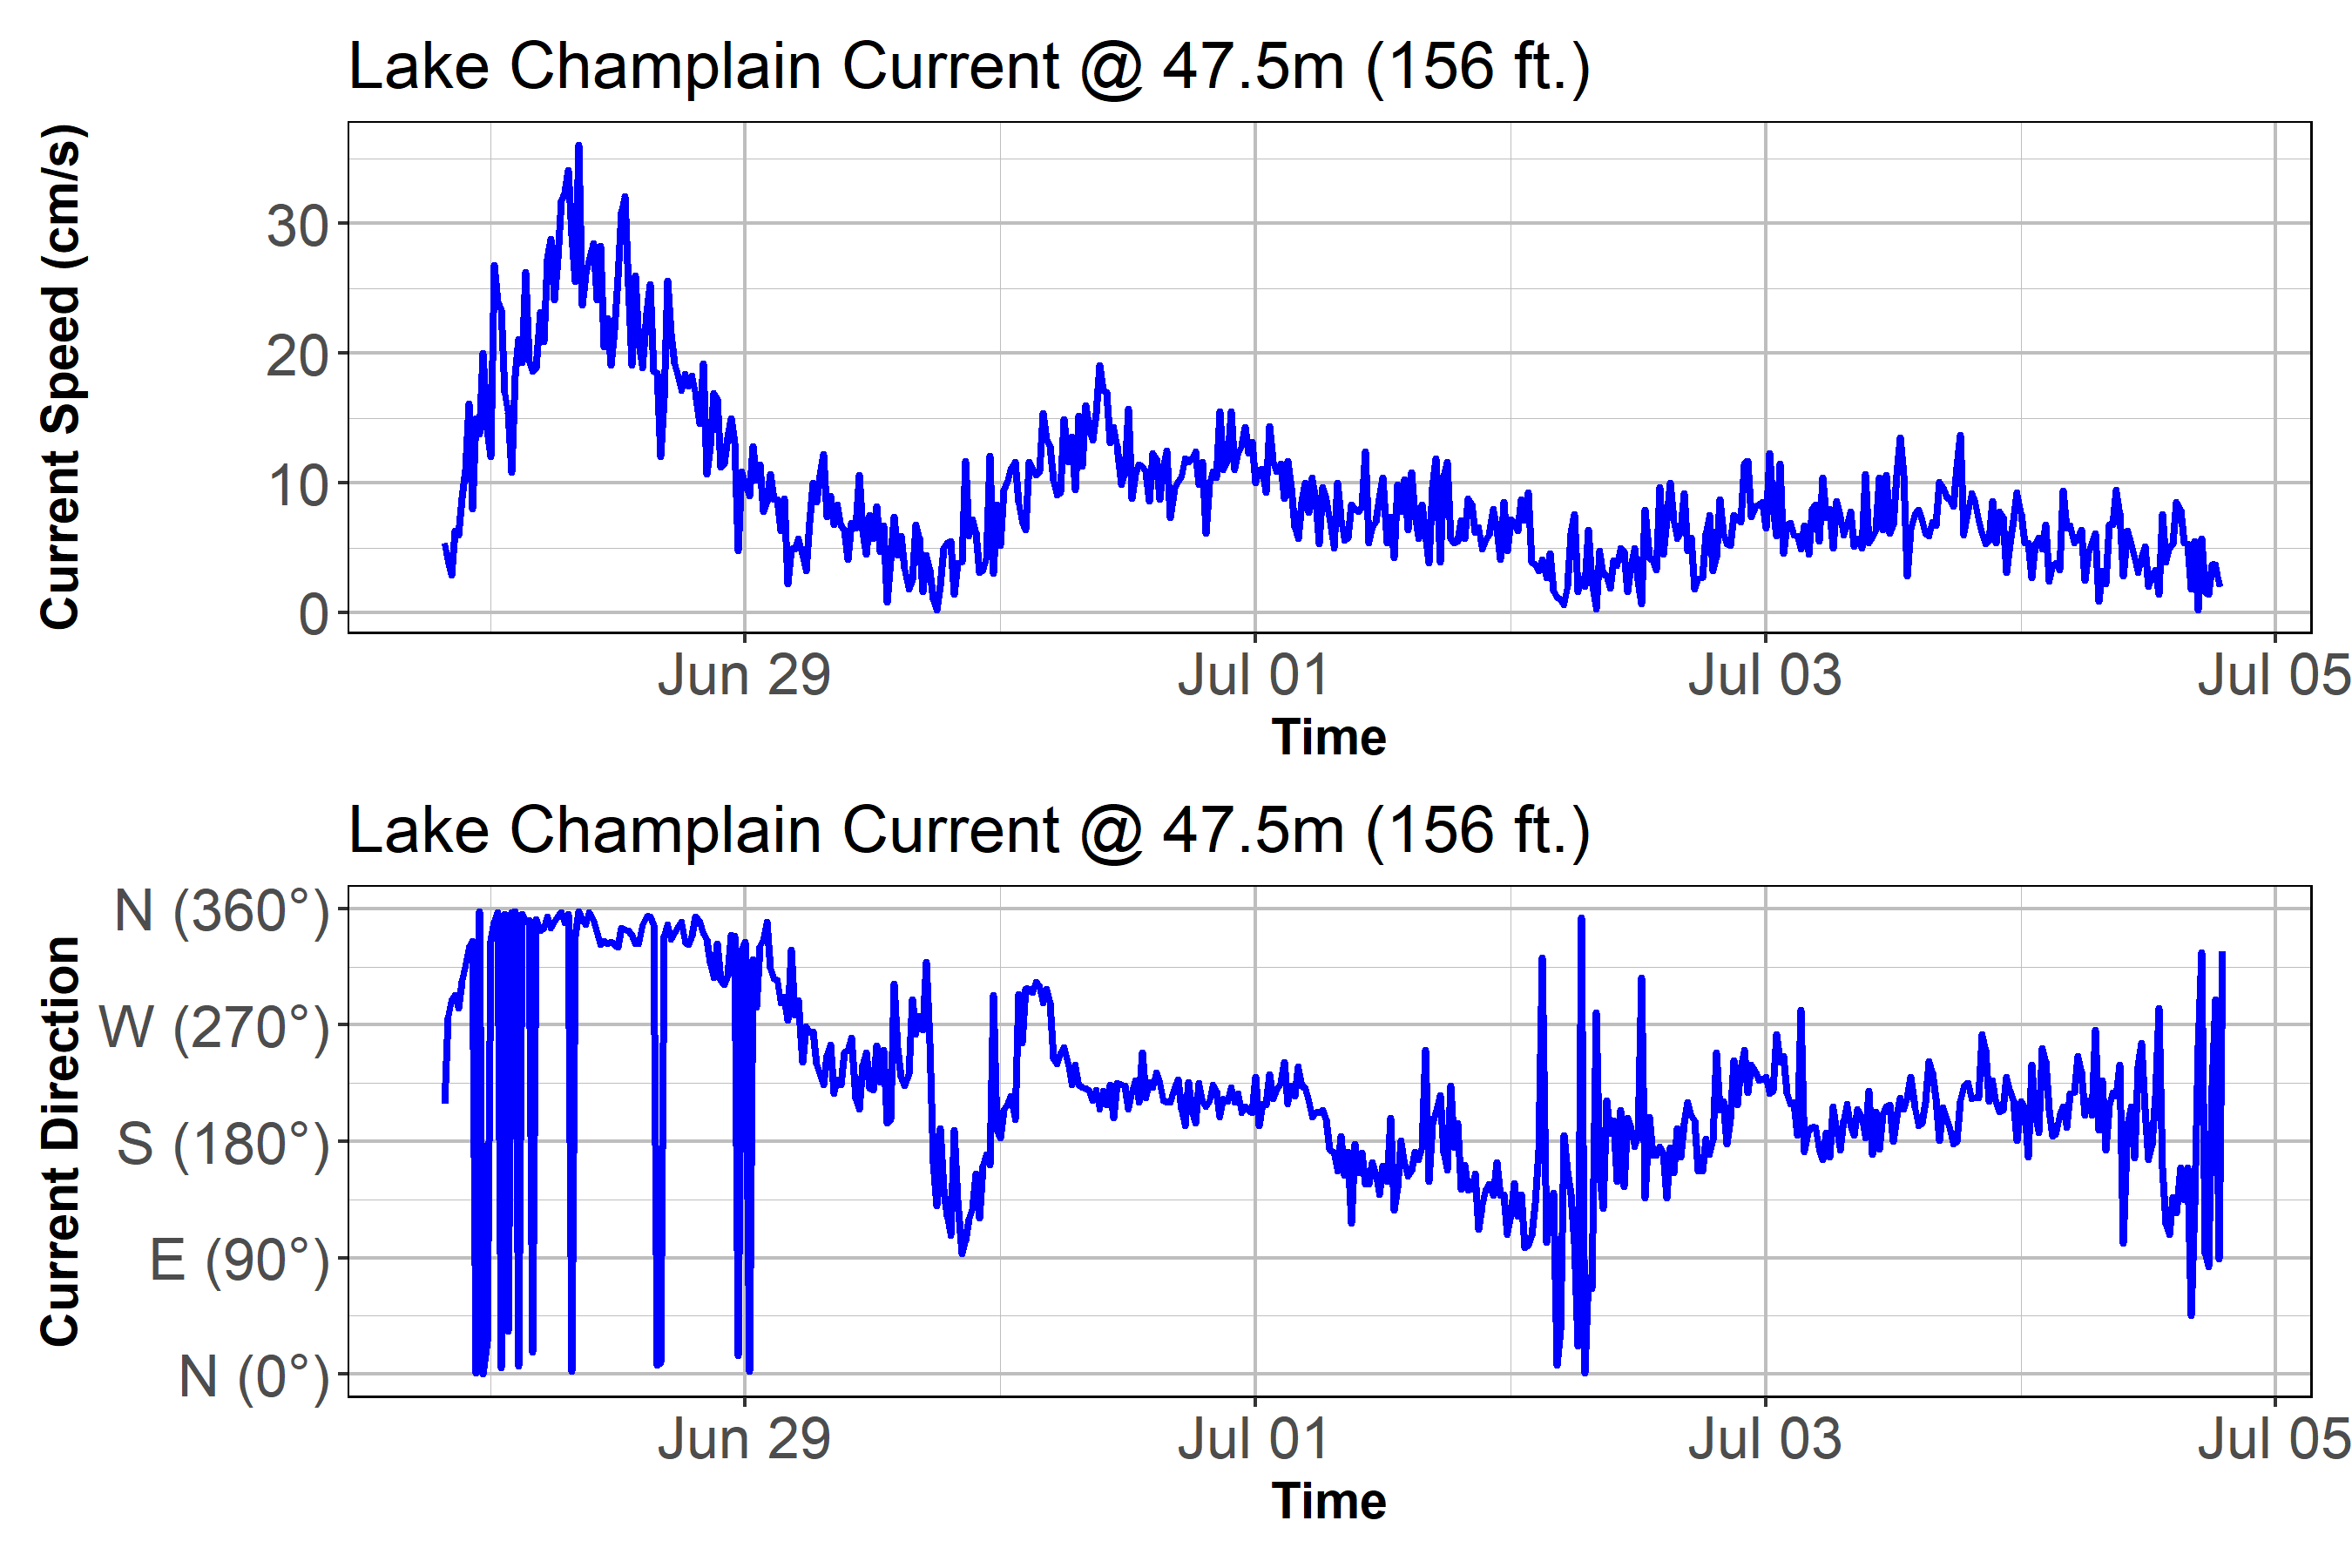 Lake Champlain Current @ 47.5m (156 ft.)
Current Speed (cm/s)
30
20
10
0
Jun 29 Jul 01 Jul 03 Jul 05
Time
Lake Champlain Current @ 47.5m (156 ft.)
Current Direction
N (360°)
W (270°)
S (180°)
E (90°)
N (0°)
Jun 29 Jul 01 Jul 03 Jul 05
Time